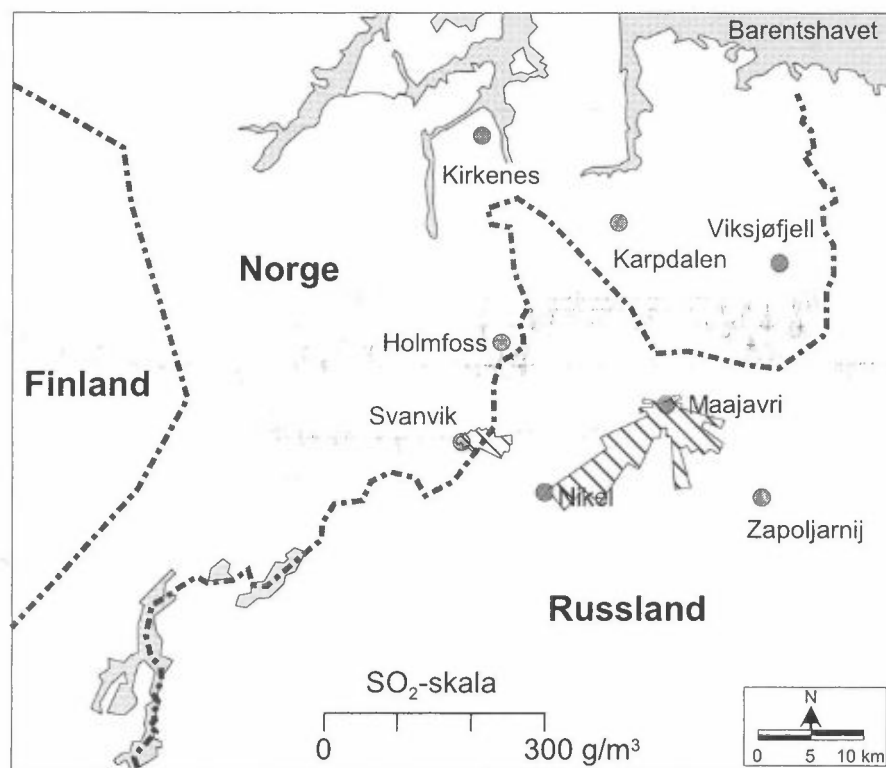 Barentshavet
Kirkenes
Karpdalen
Viksjøfjell
Norge
Holmfoss
Finland
Svanvik
Maajavri
Nikel
Zapoljarnij
Russland
SO₂-skala
0 300 g/m³
N
0 5 10 km